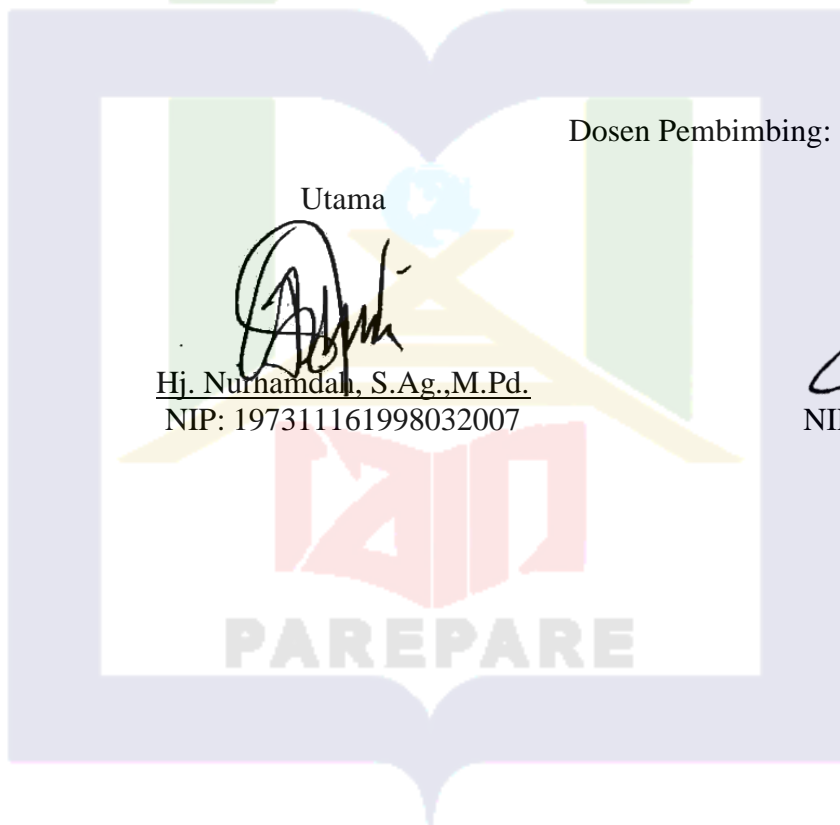 Dosen Pembimbing:
Utama
Hj. Nurhamdah, S.Ag.,M.Pd.
NIP: 197311161998032007
PAREPARE